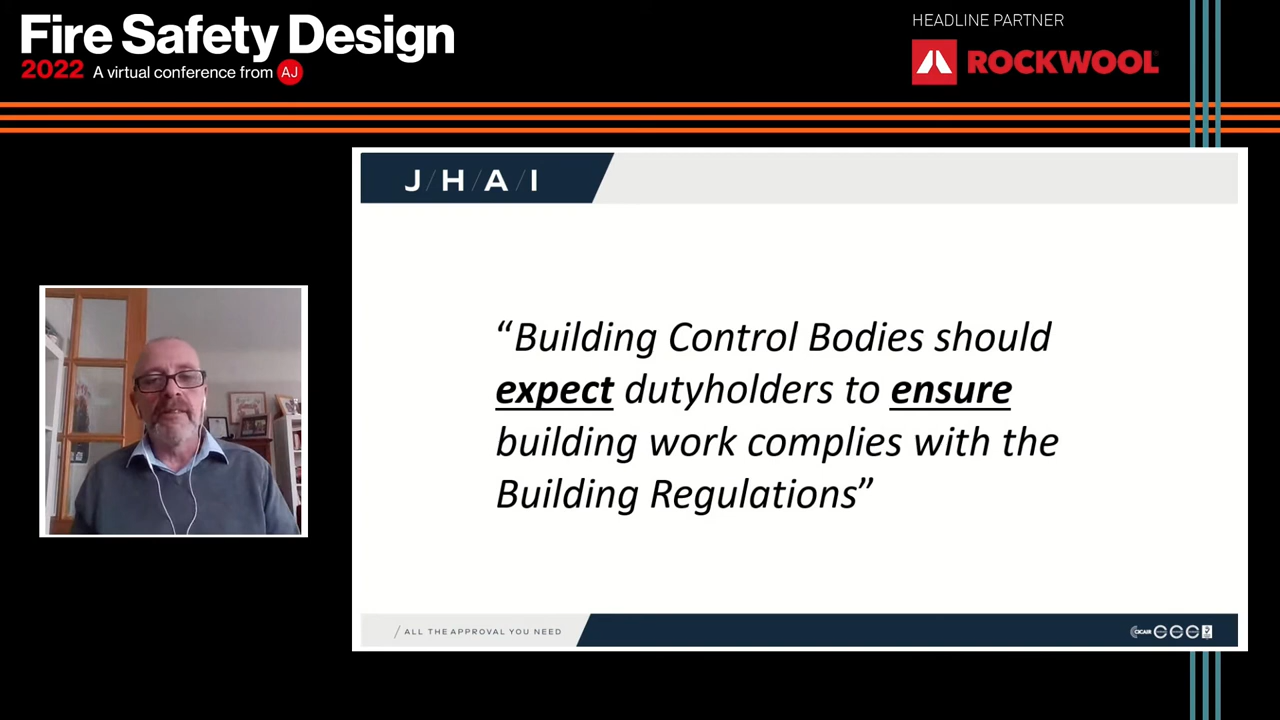 Fire Safety Design
2022 A virtual conference from AJ
HEADLINE PARTNER
ROCKWOOL
J/H/A/I
“Building Control Bodies should
expect dutyholders to ensure
building work complies with the
Building Regulations”
/ ALL THE APPROVAL YOU NEED
CICAIR